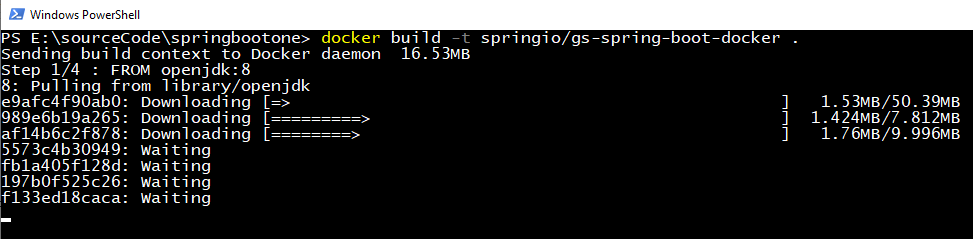 Windows PowerShell
PS E:\sourceCode\springbootone> docker build -t springio/gs-spring-boot-docker .
Sending build context to Docker daemon  16.53MB
Step 1/4 : FROM openjdk:8
8: Pulling from library/openjdk
e9afc4f90ab0: Downloading [=>                                                  ]   1.53MB/50.39MB
989e6b19a265: Downloading [=========>                                          ]  1.424MB/7.812MB
af14b6c2f878: Downloading [========>                                           ]   1.76MB/9.996MB
5573c4b30949: Waiting
fb1a405f128d: Waiting
197b0f525c26: Waiting
f133ed18caca: Waiting